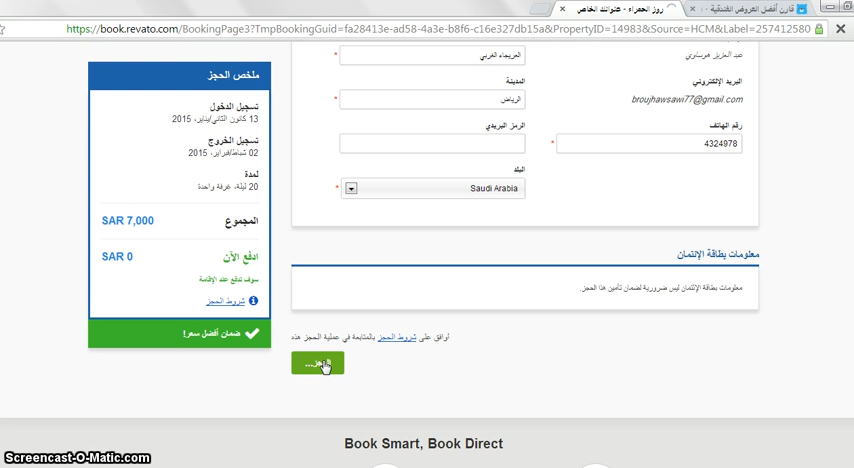 قارن أفضل العروض الفندقية
روز الحمراء - عنوانك الخاص
https://book.revato.com/BookingPage3?TmpBookingGuid=fa28413e-ad58-4a3e-b8f6-c16e327db15a&PropertyID=14983&Source=HCM&Label=257412580
عبد العزيز هوساوي
العريجاء الغربي
*
البريد الإلكتروني
broujhawsawi77@gmail.com
المدينة
الرياض
*
رقم الهاتف
4324978
*
الرمز البريدي
البلد
Saudi Arabia
*
معلومات بطاقة الإئتمان
معلومات بطاقة الإئتمان ليس ضرورية لضمان تأمين هذا الحجز.
أوافق على شروط الحجز بالمتابعة في عملية الحجز هذه
ملخص الحجز
تسجيل الدخول
13 كانون الثاني/يناير، 2015
تسجيل الخروج
02 شباط/فبراير، 2015
لمدة
20 ليلة، غرفة واحدة
المجموع SAR 7,000
ادفع الآن SAR 0
سوف تدفع عند الإقامة
شروط الحجز
ضمان أفضل سعر!
Book Smart, Book Direct
Screencast-O-Matic.com